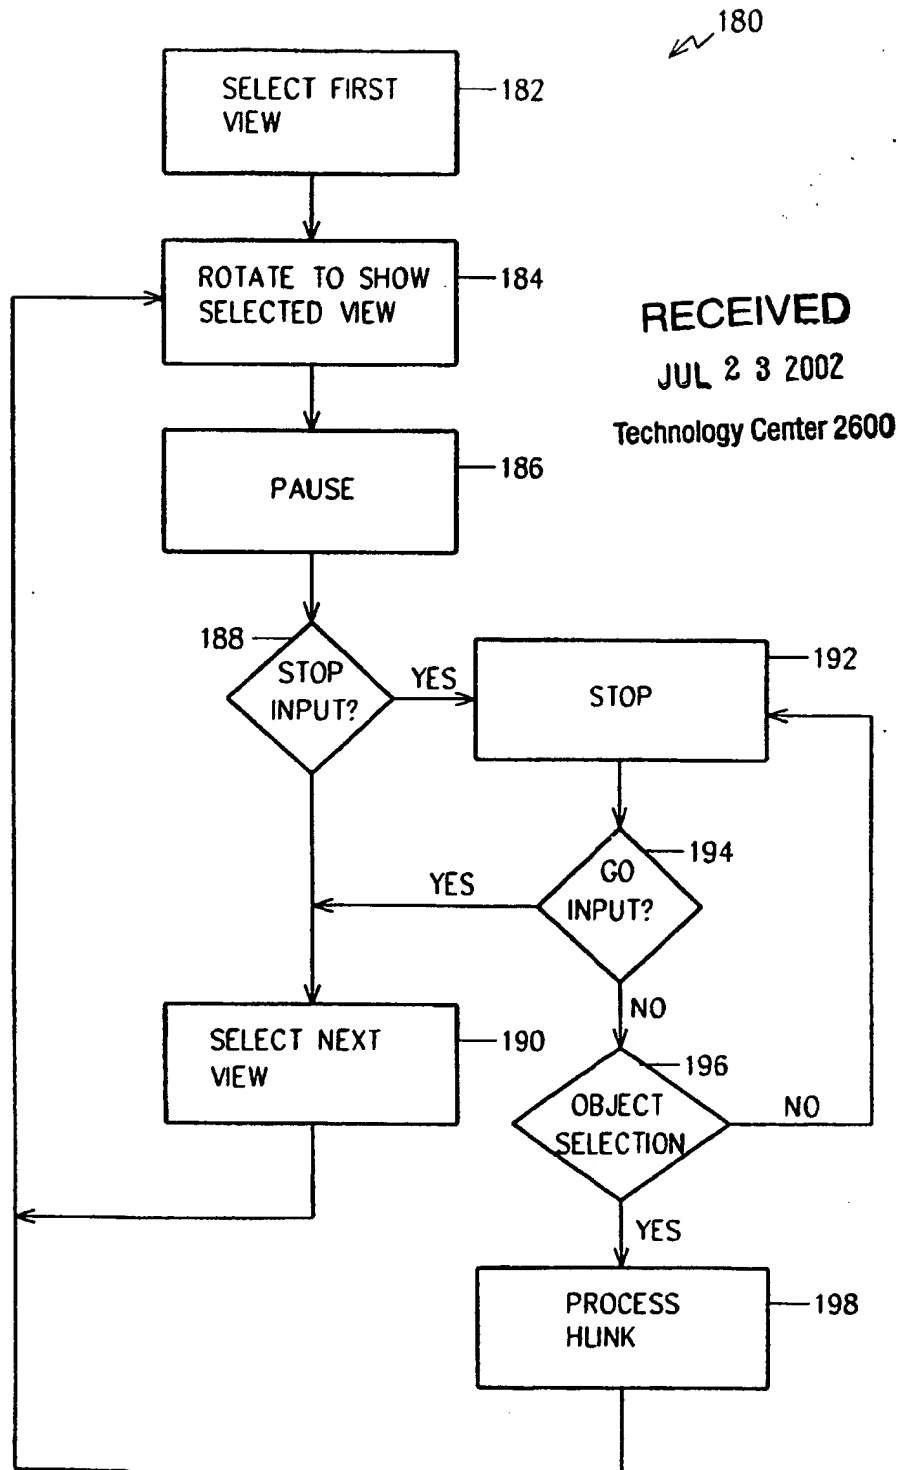 180
SELECT FIRST
VIEW
182
ROTATE TO SHOW
SELECTED VIEW
184
RECEIVED
JUL 23 2002
Technology Center 2600
PAUSE
186
188
STOP
INPUT?
YES
STOP
192
GO
INPUT?
194
YES
NO
SELECT NEXT
VIEW
190
196
OBJECT
SELECTION
NO
YES
PROCESS
HLINK
198